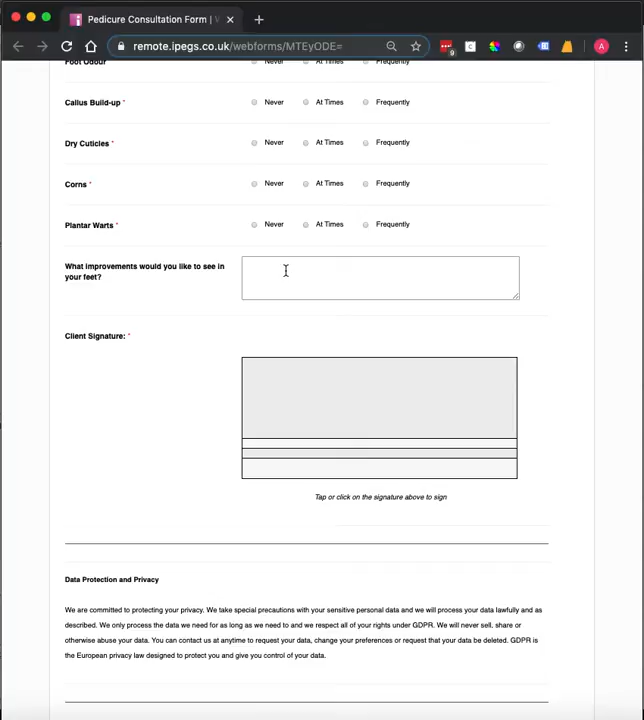 Pedicure Consultation Form |
remote.ipegs.co.uk/webforms/MTEyODE=
9
A
Foot Odour
Never At Times Frequently
Callus Build-up * Never At Times Frequently
Dry Cuticles * Never At Times Frequently
Corns * Never At Times Frequently
Plantar Warts * Never At Times Frequently
What improvements would you like to see in
your feet?
Client Signature: *
Tap or click on the signature above to sign
Data Protection and Privacy
We are committed to protecting your privacy. We take special precautions with your sensitive personal data and we will process your data lawfully and as
described. We only process the data we need for as long as we need to and we respect all of your rights under GDPR. We will never sell, share or
otherwise abuse your data. You can contact us at anytime to request your data, change your preferences or request that your data be deleted. GDPR is
the European privacy law designed to protect you and give you control of your data.